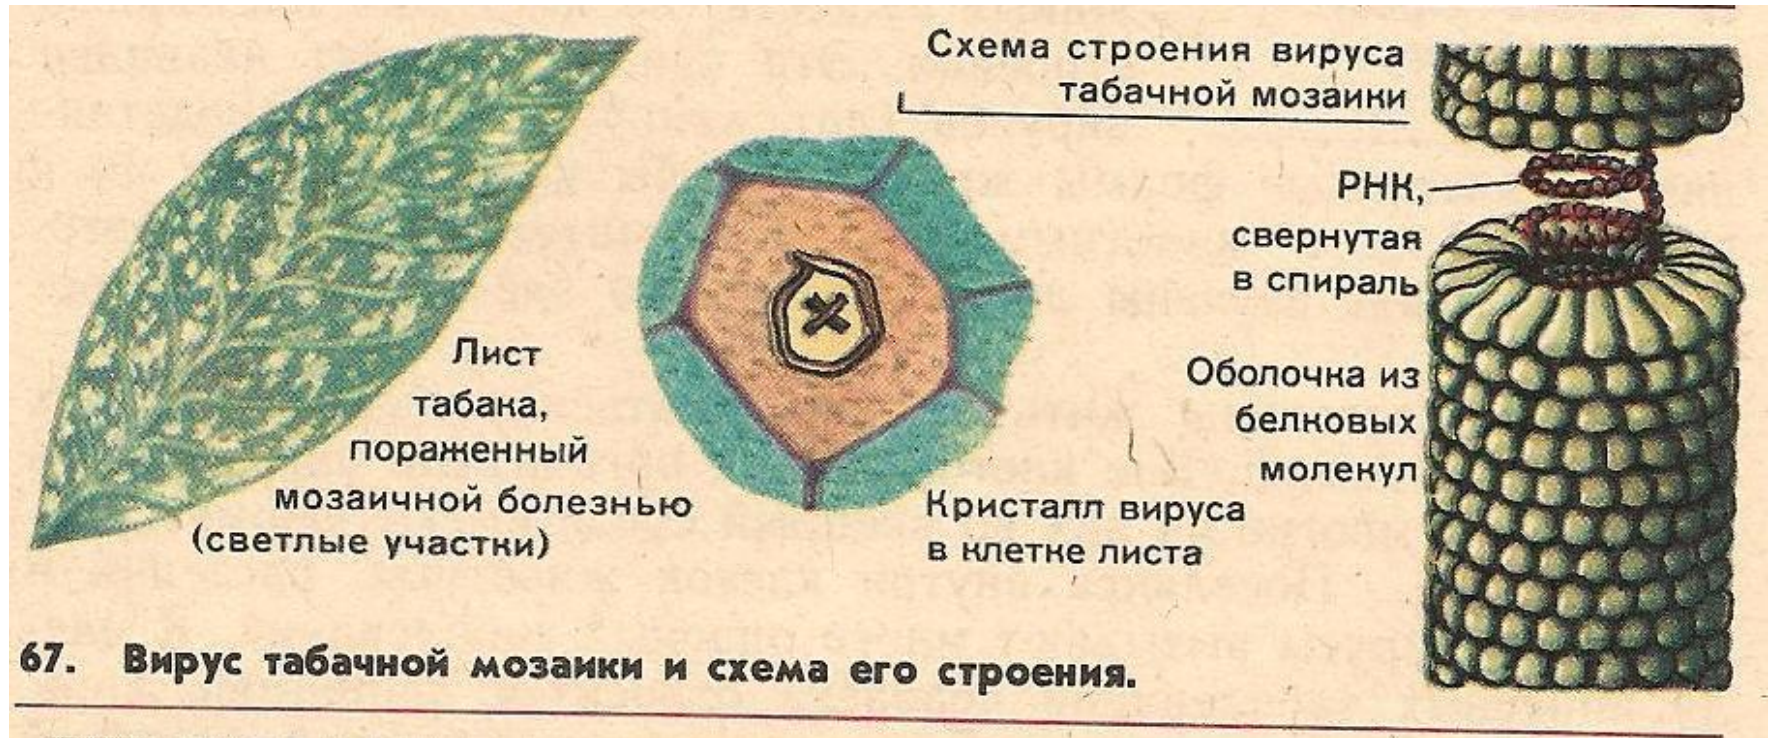 Схема строения вируса
табачной мозаики
РНК,
свернутая
в спираль
Оболочка из
белковых
молекул
Лист
табака,
пораженный
мозаичной болезнью
(светлые участки)
Кристалл вируса
в клетке листа
67. Вирус табачной мозаики и схема его строения.